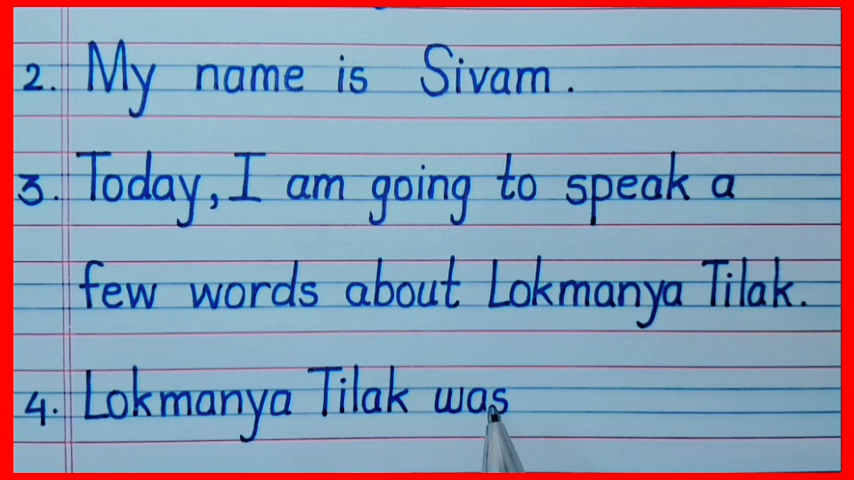 2. My name is Sivam.
3. Today, I am going to speak a
few words about Lokmanya Tilak.
4. Lokmanya Tilak was